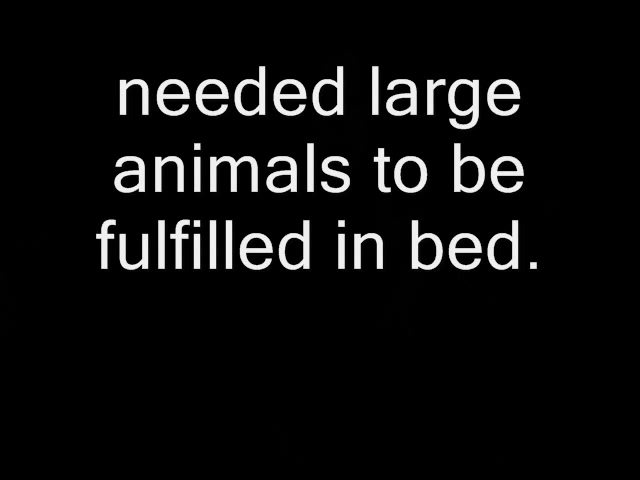 needed large
animals to be
fulfilled in bed.